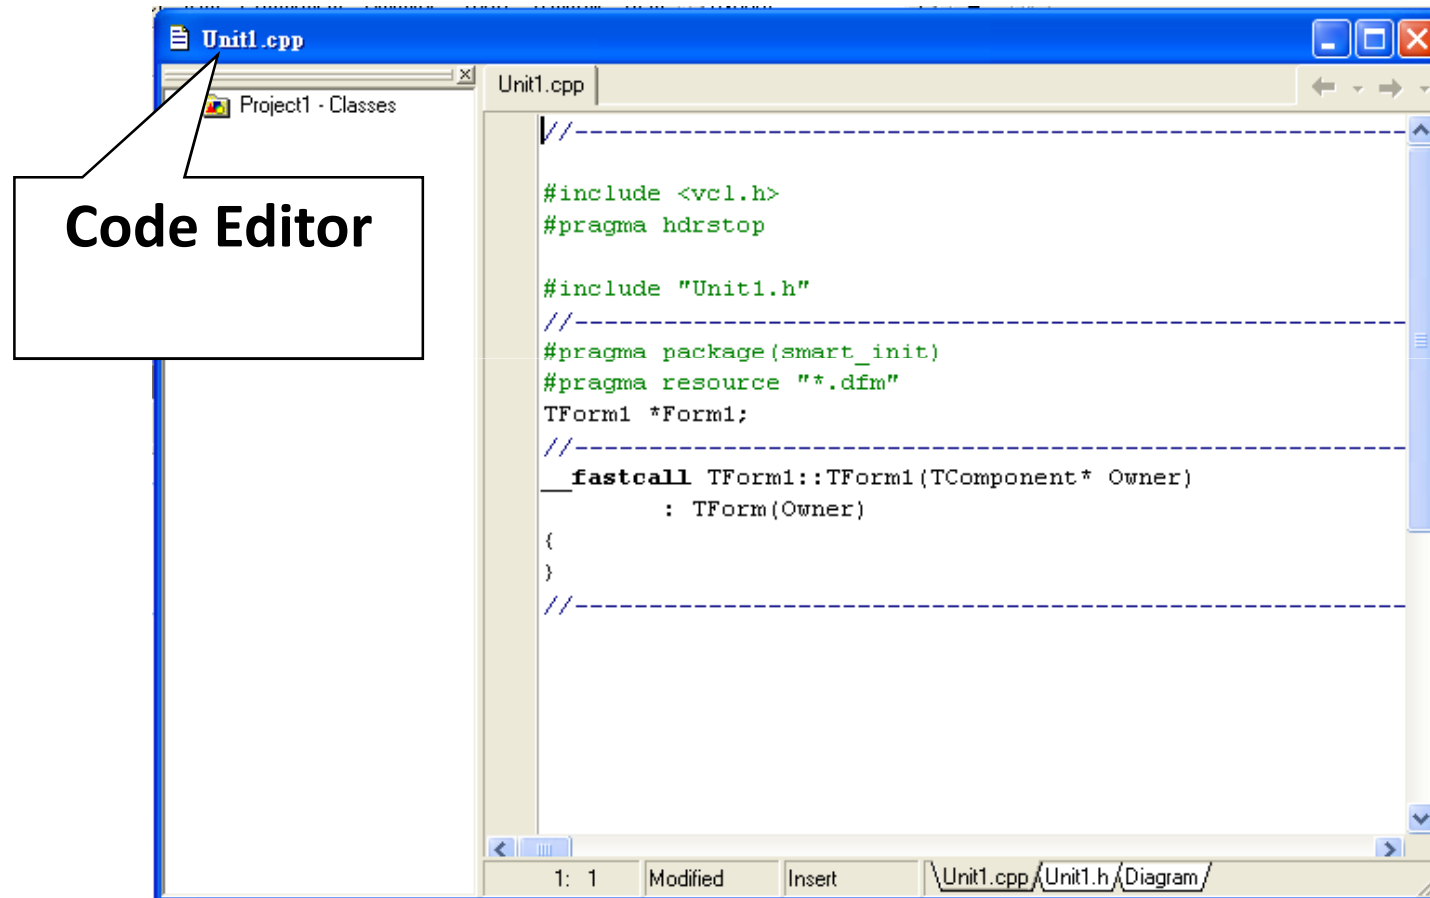 Unit1.cpp
Project1 - Classes
Code Editor
Unit1.cpp
//--------------------------------------------------------
#include <vcl.h>
#pragma hdrstop
#include "Unit1.h"
//--------------------------------------------------------
#pragma package(smart_init)
#pragma resource "*.dfm"
TForm1 *Form1;
//--------------------------------------------------------
__fastcall TForm1::TForm1(TComponent* Owner)
: TForm(Owner)
{
}
//--------------------------------------------------------
1: 1 Modified Insert Unit1.cpp Unit1.h Diagram